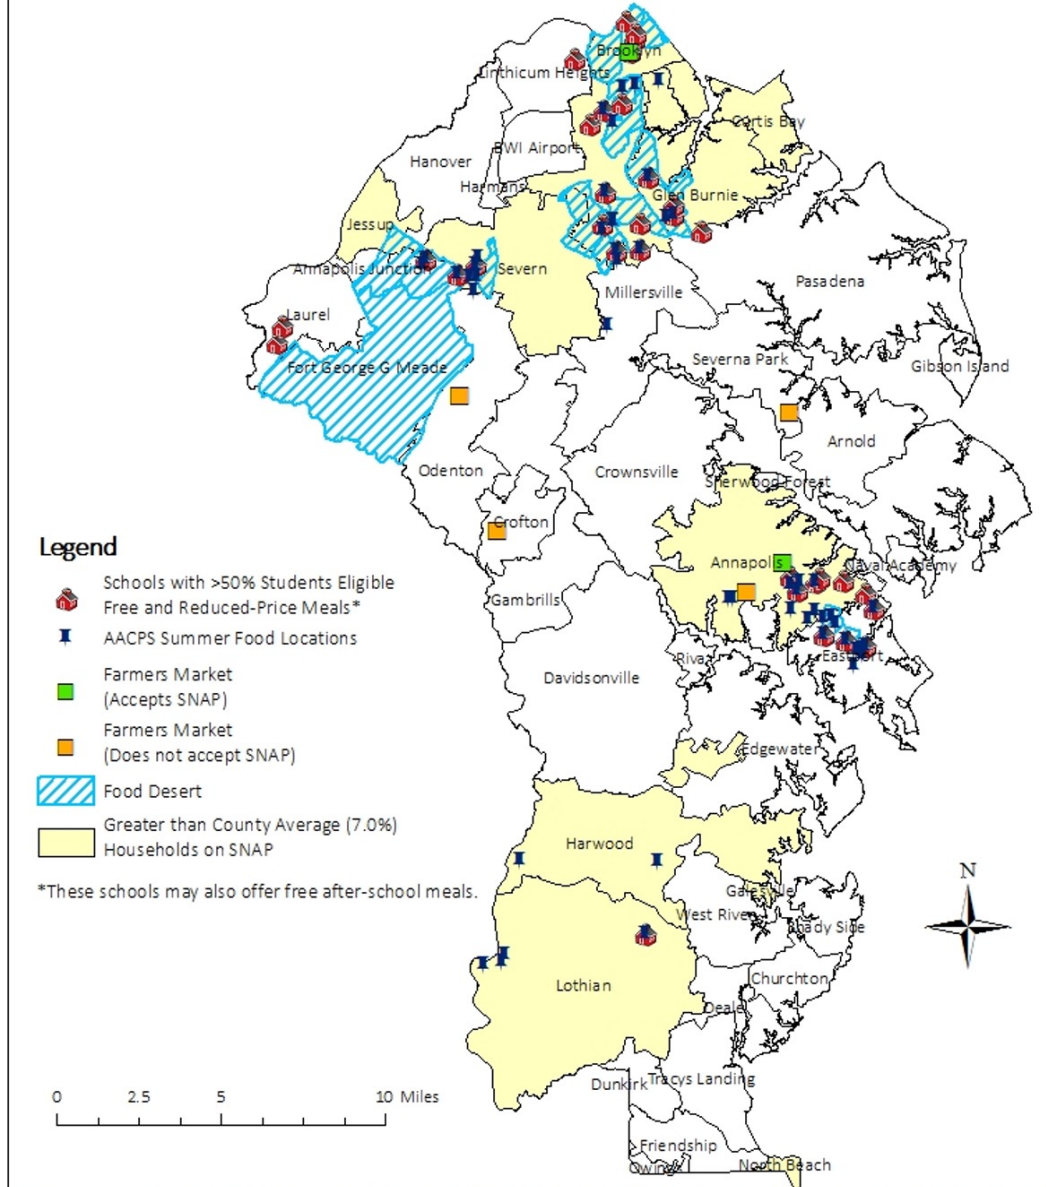 Brooklyn
Linthicum Heights
Curtis Bay
BWI Airport
Hanover
Harmans
Glen Burnie
Jessup
Annapolis Junction
Severn
Pasadena
Millersville
Laurel
Severna Park
Gibson Island
Fort George G Meade
Arnold
Odenton
Crownsville
Sherwood Forest
Crofton
Legend
Annapolis
Naval Academy
Schools with >50% Students Eligible
Free and Reduced-Price Meals*
Gambrills
AACPS Summer Food Locations
Riva
Eastport
Farmers Market
(Accepts SNAP)
Davidsonville
Farmers Market
(Does not accept SNAP)
Edgewater
Food Desert
Greater than County Average (7.0%)
Households on SNAP
Harwood
*These schools may also offer free after-school meals.
Galesville
N
West River
Shady Side
Lothian
Churchton
Deale
Dunkirk
Tracys Landing
0 2.5 5 10 Miles
Friendship
Owings
North Beach